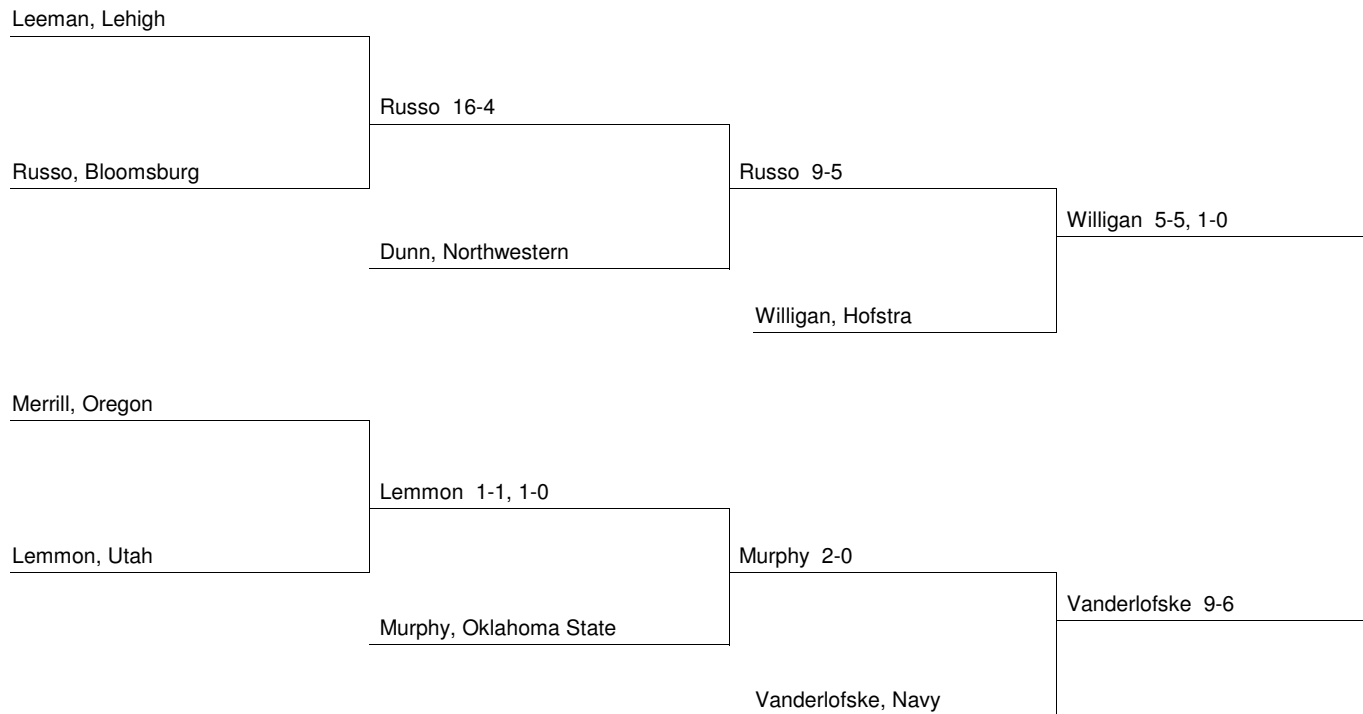 Leeman, Lehigh
Russo 16-4
Russo, Bloomsburg
Russo 9-5
Willigan 5-5, 1-0
Dunn, Northwestern
Willigan, Hofstra
Merrill, Oregon
Lemmon 1-1, 1-0
Lemmon, Utah
Murphy 2-0
Vanderlofske 9-6
Murphy, Oklahoma State
Vanderlofske, Navy